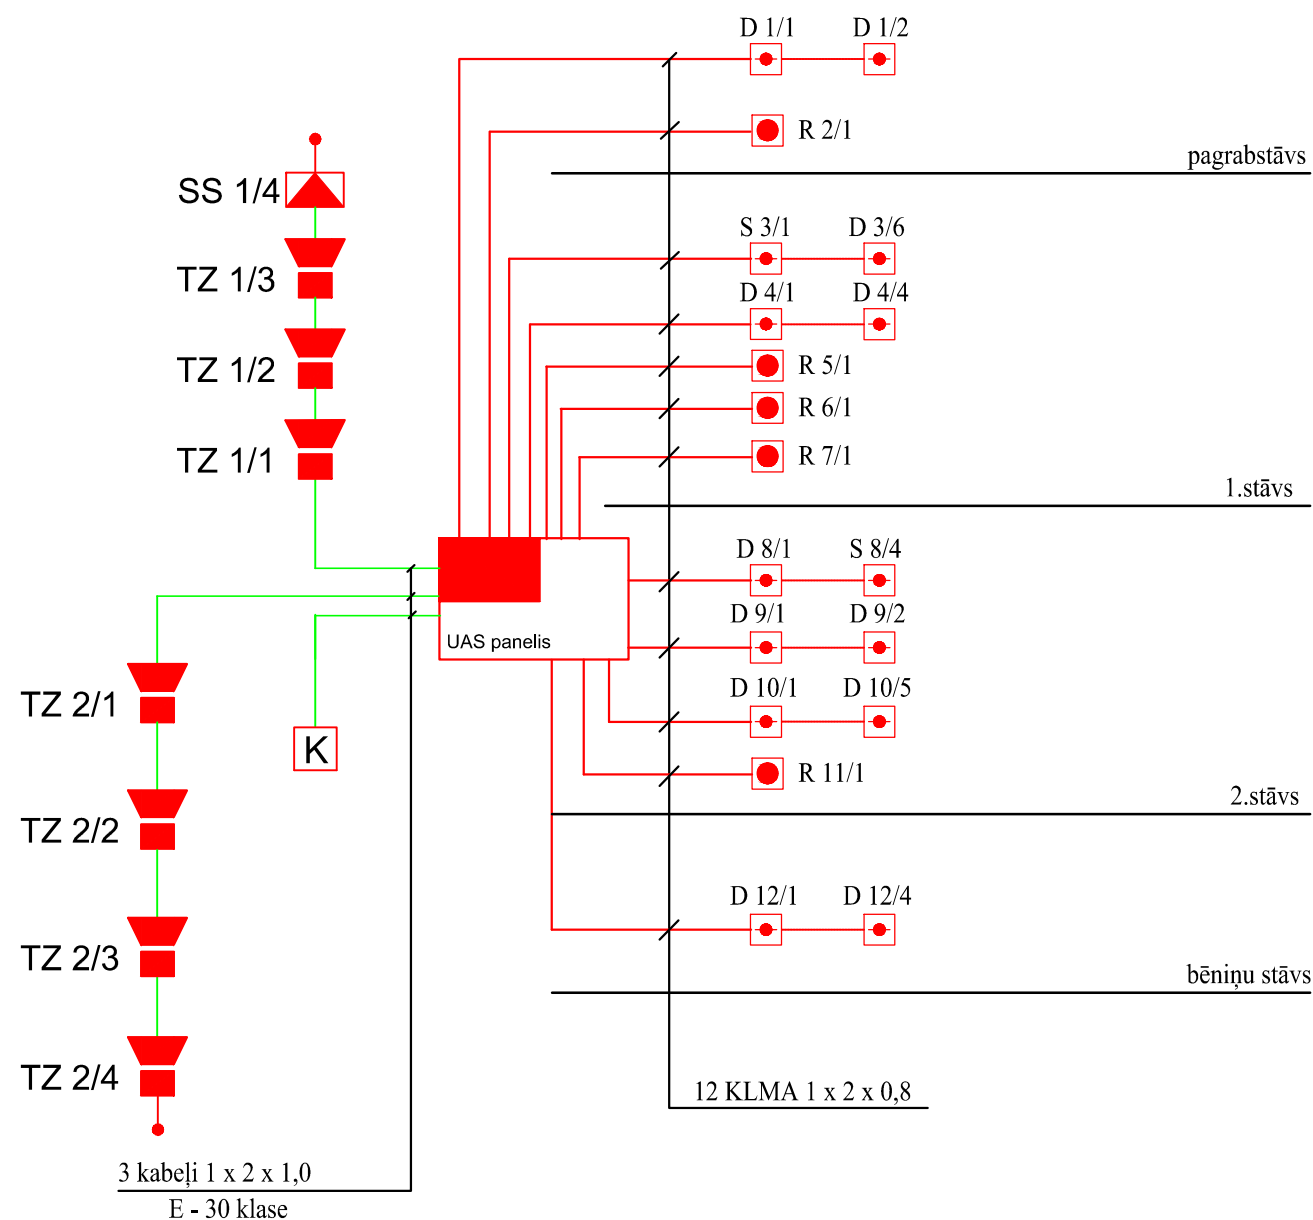 D 1/1 D 1/2
R 2/1
pagrabstāvs
SS 1/4
TZ 1/3
TZ 1/2
TZ 1/1
S 3/1 D 3/6
D 4/1 D 4/4
R 5/1
R 6/1
R 7/1
1.stāvs
UAS panelis
D 8/1 S 8/4
D 9/1 D 9/2
D 10/1 D 10/5
R 11/1
2.stāvs
TZ 2/1
K
TZ 2/2
TZ 2/3
TZ 2/4
D 12/1 D 12/4
bēniņu stāvs
12 KLMA 1 x 2 x 0,8
3 kabeļi 1 x 2 x 1,0
E - 30 klase